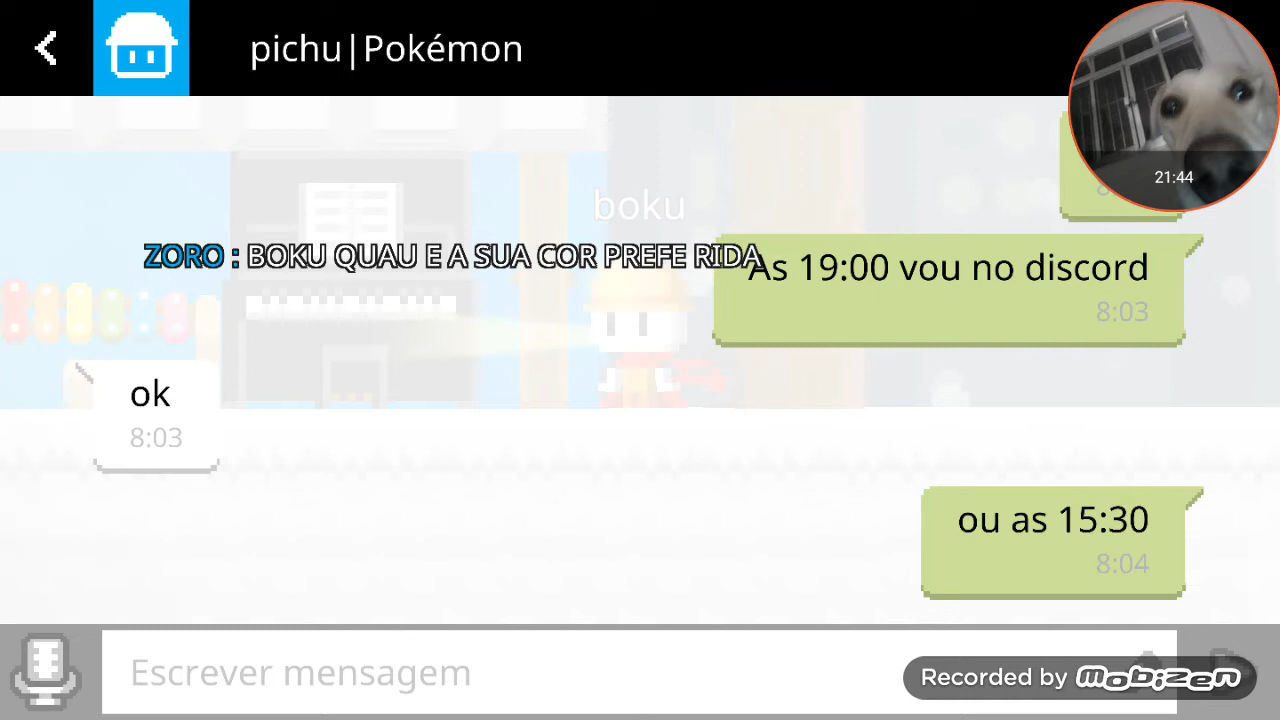 pichu|Pokémon
21:44
boku
ZORO : BOKU QUAU E A SUA COR PREFE RIDA
As 19:00 vou no discord
8:03
ok
8:03
ou as 15:30
8:04
Escrever mensagem
Recorded by mobizen